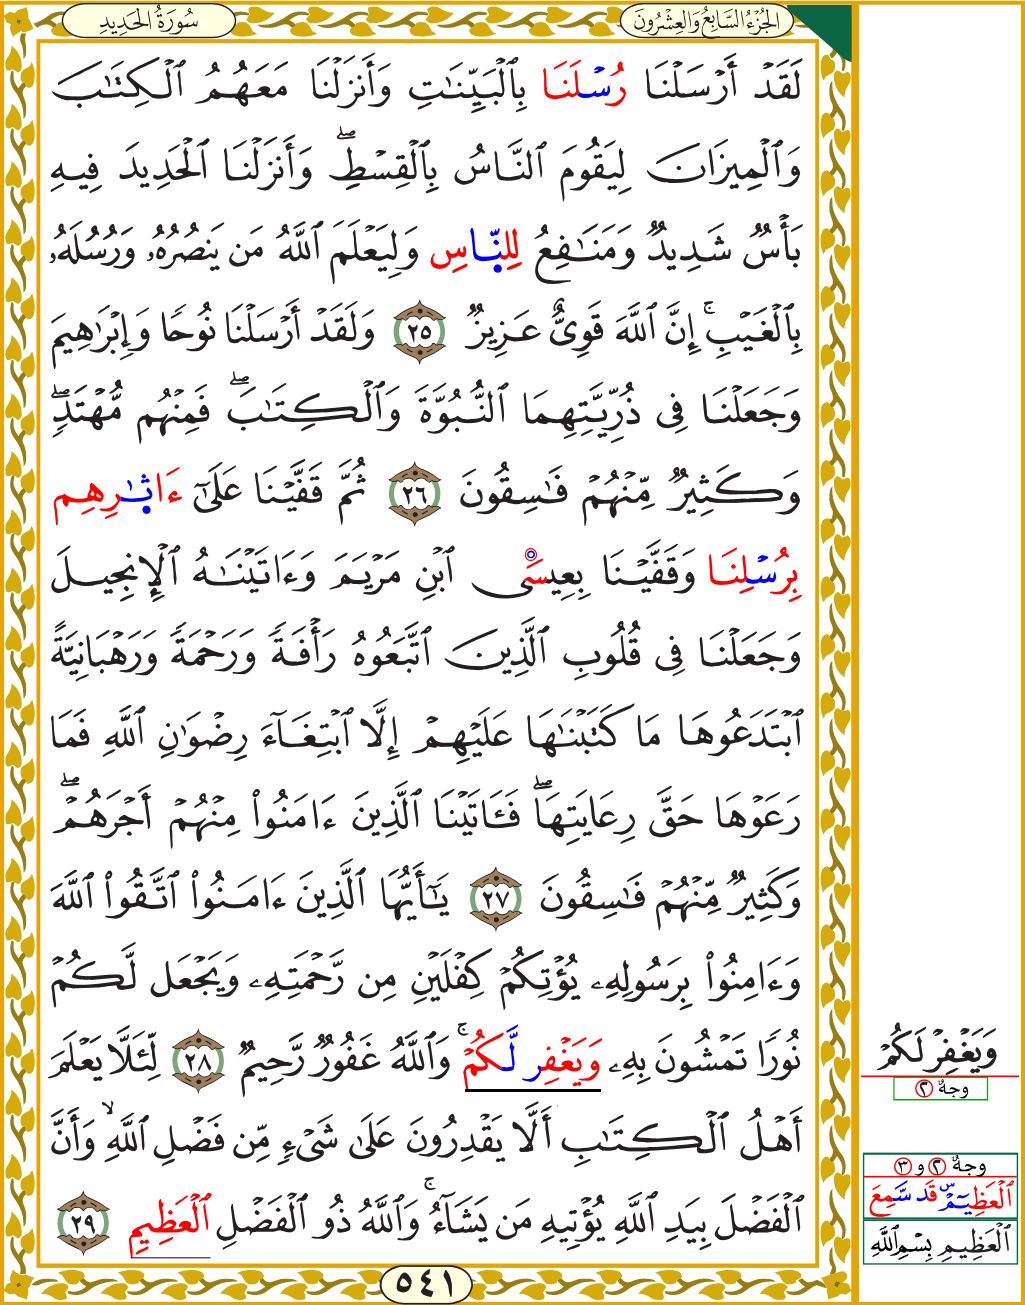 الجُزْءُ السَّابِعُ وَالعِشْرُونَ
سُورَةُ الحَدِيدِ
لَقَدْ أَرْسَلْنَا رُسْلَنَا بِٱلْبَيِّنَٰتِ وَأَنزَلْنَا مَعَهُمُ ٱلْكِتَٰبَ
وَٱلْمِيزَانَ لِيَقُومَ ٱلنَّاسُ بِٱلْقِسْطِۖ وَأَنزَلْنَا ٱلْحَدِيدَ فِيهِ
بَأْسٌ شَدِيدٌ وَمَنَٰفِعُ لِلنَّاسِ وَلِيَعْلَمَ ٱللَّهُ مَن يَنصُرُهُۥ وَرُسُلَهُۥ
بِٱلْغَيْبِۚ إِنَّ ٱللَّهَ قَوِىٌّ عَزِيزٌ ٢٥ وَلَقَدْ أَرْسَلْنَا نُوحًا وَإِبْرَٰهِيمَ
وَجَعَلْنَا فِى ذُرِّيَّتِهِمَا ٱلنُّبُوَّةَ وَٱلْكِتَٰبَۖ فَمِنْهُم مُّهْتَدٍۖ
وَكَثِيرٌ مِّنْهُمْ فَٰسِقُونَ ٢٦ ثُمَّ قَفَّيْنَا عَلَىٰٓ ءَاثَٰرِهِم
بِرُسْلِنَا وَقَفَّيْنَا بِعِيسَى ٱبْنِ مَرْيَمَ وَءَاتَيْنَٰهُ ٱلْإِنجِيلَ
وَجَعَلْنَا فِى قُلُوبِ ٱلَّذِينَ ٱتَّبَعُوهُ رَأْفَةً وَرَحْمَةً وَرَهْبَانِيَّةً
ٱبْتَدَعُوهَا مَا كَتَبْنَٰهَا عَلَيْهِمْ إِلَّا ٱبْتِغَآءَ رِضْوَٰنِ ٱللَّهِ فَمَا
رَعَوْهَا حَقَّ رِعَايَتِهَاۖ فَـَٔاتَيْنَا ٱلَّذِينَ ءَامَنُوا۟ مِنْهُمْ أَجْرَهُمْۖ
وَكَثِيرٌ مِّنْهُمْ فَٰسِقُونَ ٢٧ يَٰٓأَيُّهَا ٱلَّذِينَ ءَامَنُوا۟ ٱتَّقُوا۟ ٱللَّهَ
وَءَامِنُوا۟ بِرَسُولِهِۦ يُؤْتِكُمْ كِفْلَيْنِ مِن رَّحْمَتِهِۦ وَيَجْعَل لَّكُمْ
نُورًا تَمْشُونَ بِهِۦ وَيَغْفِر لَّكُمْۚ وَٱللَّهُ غَفُورٌ رَّحِيمٌ ٢٨ لِّئَلَّا يَعْلَمَ
أَهْلُ ٱلْكِتَٰبِ أَلَّا يَقْدِرُونَ عَلَىٰ شَىْءٍ مِّن فَضْلِ ٱللَّهِۙ وَأَنَّ
ٱلْفَضْلَ بِيَدِ ٱللَّهِ يُؤْتِيهِ مَن يَشَآءُۚ وَٱللَّهُ ذُو ٱلْفَضْلِ ٱلْعَظِيمِ ٢٩
وَيَغْفِرْ لَكُمْ
وجهٌ ٢
وجهٌ ٢ و ٣
ٱلْعَظِيمْ س قَد سَّمِعَ
ٱلْعَظِيمِ بِسْمِ ٱللَّهِ
٥٤١